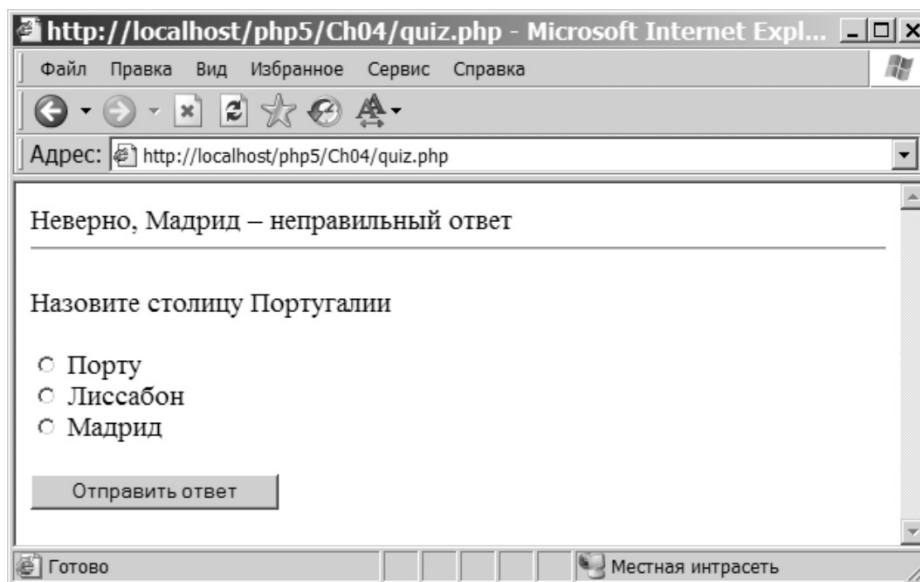 http://localhost/php5/Ch04/quiz.php - Microsoft Internet Expl...
Файл Правка Вид Избранное Сервис Справка
Адрес: http://localhost/php5/Ch04/quiz.php
Неверно, Мадрид – неправильный ответ
Назовите столицу Португалии
Порту
Лиссабон
Мадрид
Отправить ответ
Готово Местная интрасеть